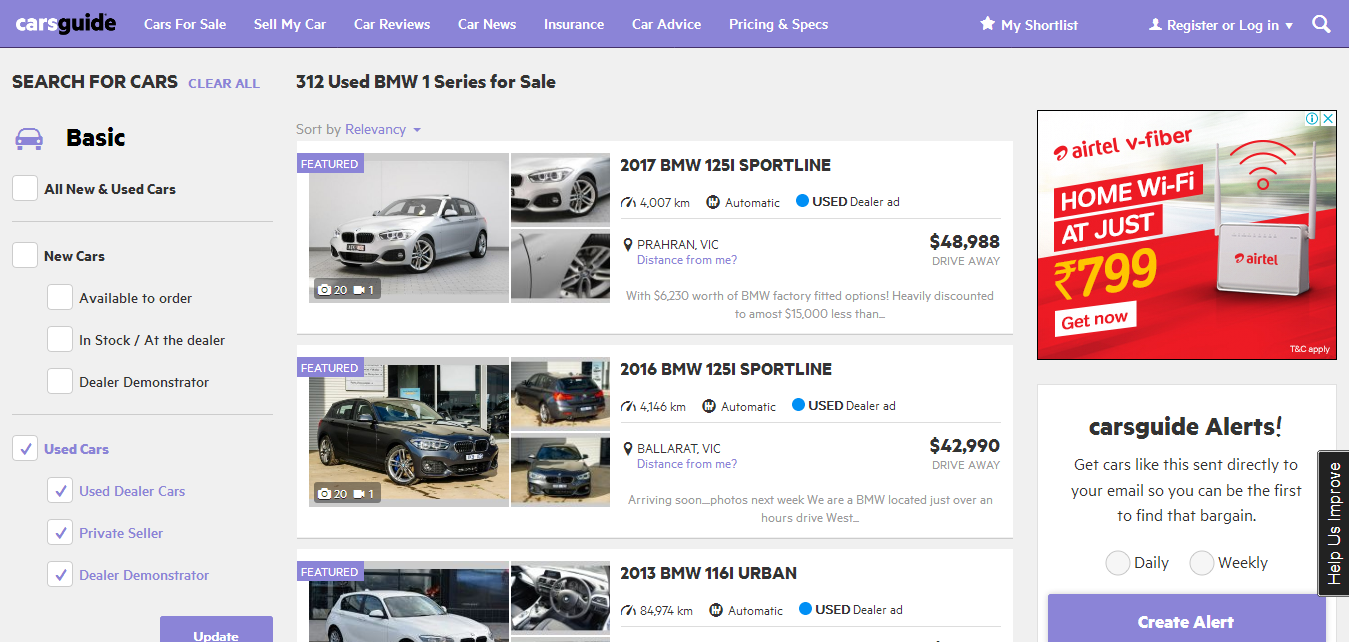 carsguide
Cars For Sale
Sell My Car
Car Reviews
Car News
Insurance
Car Advice
Pricing & Specs
My Shortlist
Register or Log in
SEARCH FOR CARS CLEAR ALL
Basic
All New & Used Cars
New Cars
Available to order
In Stock / At the dealer
Dealer Demonstrator
Used Cars
Used Dealer Cars
Private Seller
Dealer Demonstrator
Update
312 Used BMW 1 Series for Sale
Sort by Relevancy
FEATURED
20 1
2017 BMW 125I SPORTLINE
4,007 km Automatic USED Dealer ad
PRAHRAN, VIC
Distance from me?
$48,988
DRIVE AWAY
With $6,230 worth of BMW factory fitted options! Heavily discounted
to amost $15,000 less than...
FEATURED
20 1
2016 BMW 125I SPORTLINE
4,146 km Automatic USED Dealer ad
BALLARAT, VIC
Distance from me?
$42,990
DRIVE AWAY
Arriving soon....photos next week We are a BMW located just over an
hours drive West...
FEATURED
2013 BMW 116I URBAN
84,974 km Automatic USED Dealer ad
airtel v-fiber
HOME Wi-Fi
AT JUST
₹799
Get now
airtel
T&C apply
carsguide Alerts!
Get cars like this sent directly to
your email so you can be the first
to find that bargain.
Daily Weekly
Create Alert
Help Us Improve